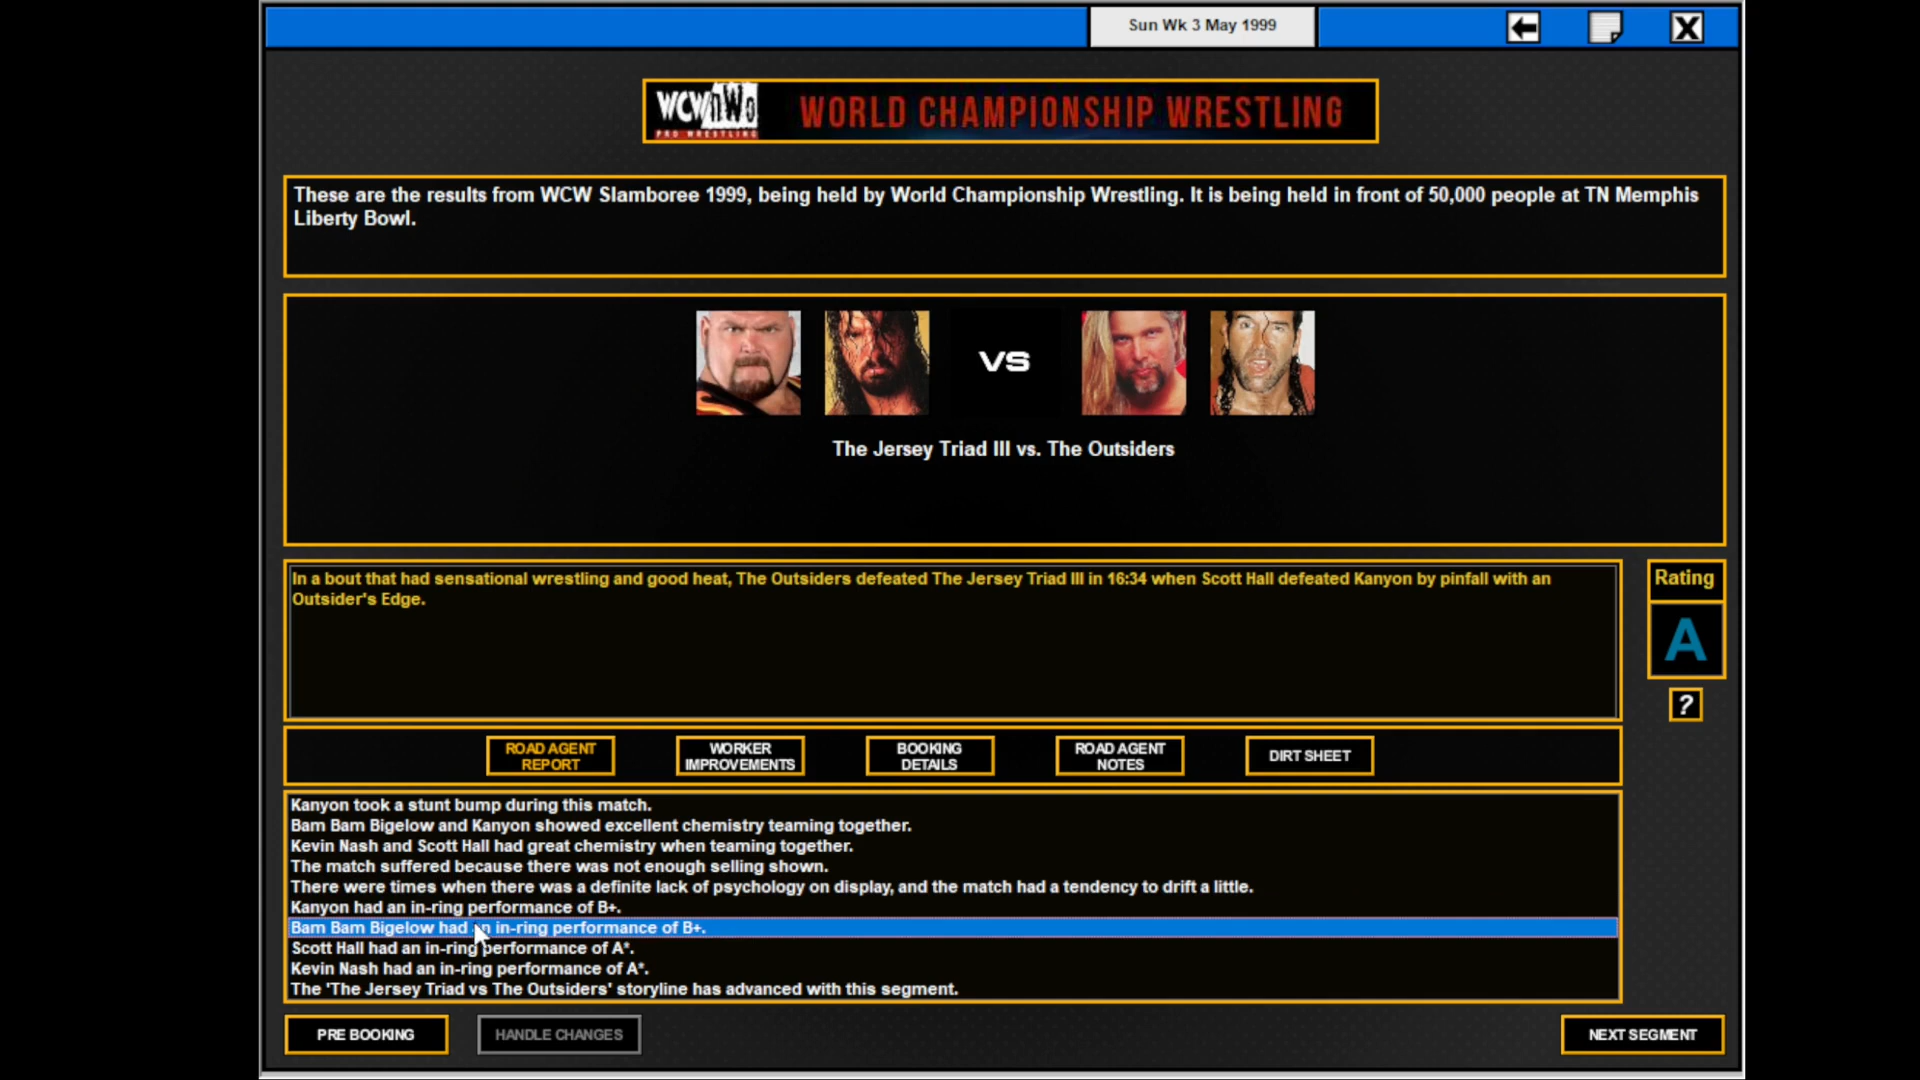 Sun Wk 3 May 1999
WCW nWo
PRO WRESTLING
WORLD CHAMPIONSHIP WRESTLING
These are the results from WCW Slamboree 1999, being held by World Championship Wrestling. It is being held in front of 50,000 people at TN Memphis
Liberty Bowl.
VS
The Jersey Triad III vs. The Outsiders
In a bout that had sensational wrestling and good heat, The Outsiders defeated The Jersey Triad III in 16:34 when Scott Hall defeated Kanyon by pinfall with an
Outsider's Edge.
Rating
A
?
ROAD AGENT
REPORT
WORKER
IMPROVEMENTS
BOOKING
DETAILS
ROAD AGENT
NOTES
DIRT SHEET
Kanyon took a stunt bump during this match.
Bam Bam Bigelow and Kanyon showed excellent chemistry teaming together.
Kevin Nash and Scott Hall had great chemistry when teaming together.
The match suffered because there was not enough selling shown.
There were times when there was a definite lack of psychology on display, and the match had a tendency to drift a little.
Kanyon had an in-ring performance of B+.
Bam Bam Bigelow had an in-ring performance of B+.
Scott Hall had an in-ring performance of A*.
Kevin Nash had an in-ring performance of A*.
The 'The Jersey Triad vs The Outsiders' storyline has advanced with this segment.
PRE BOOKING
HANDLE CHANGES
NEXT SEGMENT